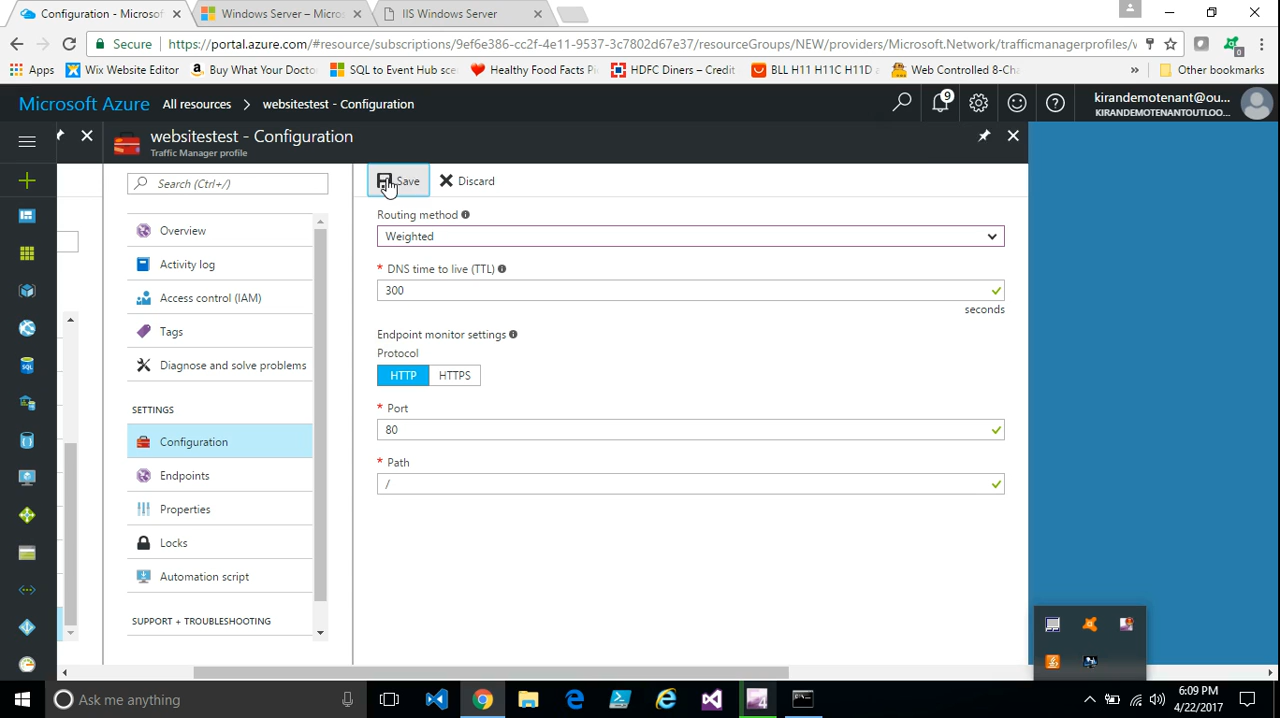 Configuration - Microsof
Windows Server – Micros
IIS Windows Server
Secure
https://portal.azure.com/#resource/subscriptions/9ef6e386-cc2f-4e11-9537-3c7802d67e37/resourceGroups/NEW/providers/Microsoft.Network/trafficmanagerprofiles/v
Apps
Wix Website Editor
Buy What Your Docto
SQL to Event Hub sce
Healthy Food Facts Pi
HDFC Diners – Credit
BLL H11 H11C H11D
Web Controlled 8-Cha
»
Other bookmarks
Microsoft Azure
All resources
websitestest - Configuration
9
kirandemotenant@ou...
KIRANDEMOTENANTOUTLOO...
websitestest - Configuration
Traffic Manager profile
Search (Ctrl+/)
Overview
Activity log
Access control (IAM)
Tags
Diagnose and solve problems
SETTINGS
Configuration
Endpoints
Properties
Locks
Automation script
SUPPORT + TROUBLESHOOTING
Save
Discard
Routing method
Weighted
* DNS time to live (TTL)
300
seconds
Endpoint monitor settings
Protocol
HTTP
HTTPS
* Port
80
* Path
/
Ask me anything
6:09 PM
4/22/2017